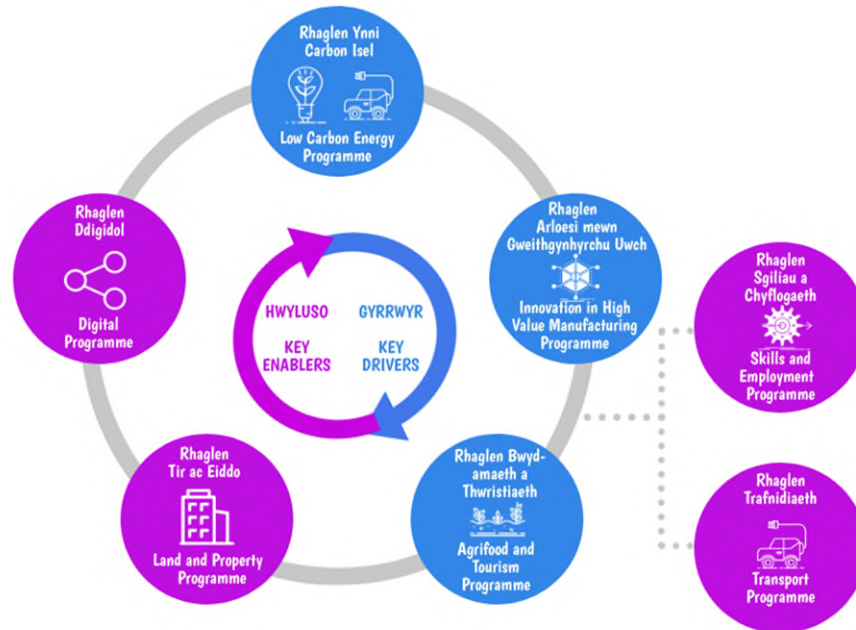 Rhaglen Ynni
Carbon Isel
Low Carbon Energy
Programme
Rhaglen
Ddigidol
Digital
Programme
Rhaglen
Arloesi mewn
Gweithgynhyrchu Uwch
Innovation in High
Value Manufacturing
Programme
HWYLUSO
KEY
ENABLERS
GYRRWYR
KEY
DRIVERS
Rhaglen
Sgiliau a
Chyflogaeth
Skills and
Employment
Programme
Rhaglen
Tir ac Eiddo
Land and Property
Programme
Rhaglen Bwyd-
amaeth a
Thwristiaeth
Agrifood and
Tourism
Programme
Rhaglen
Trafnidiaeth
Transport
Programme